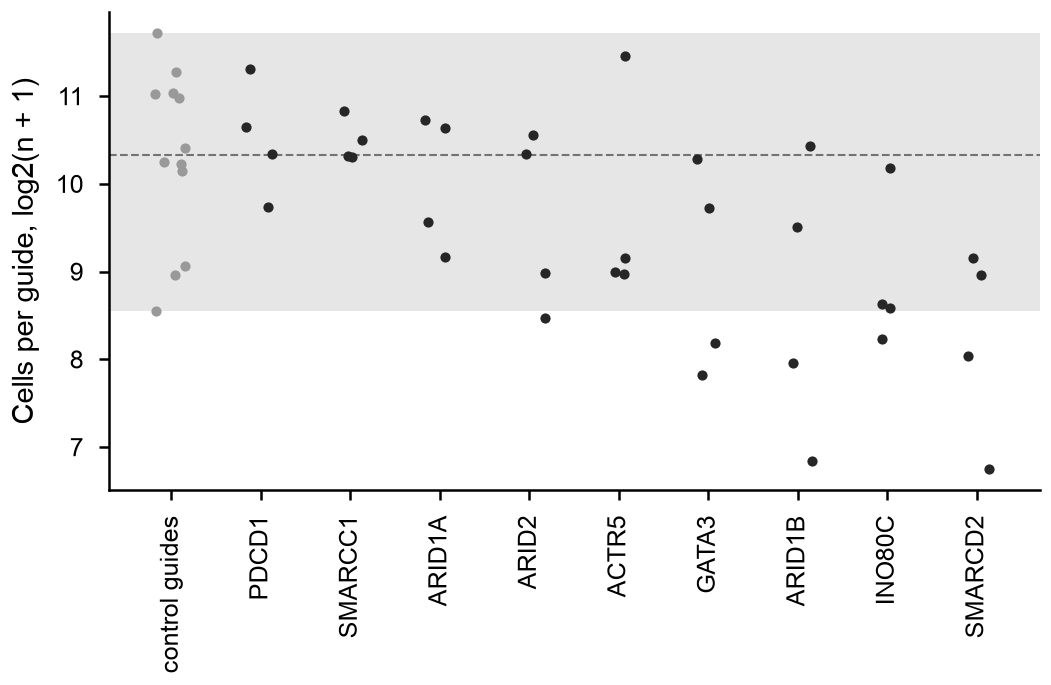 Cells per guide, log2(n + 1)
11
10
9
8
7
control guides
PDCD1
SMARCC1
ARID1A
ARID2
ACTR5
GATA3
ARID1B
INO80C
SMARCD2